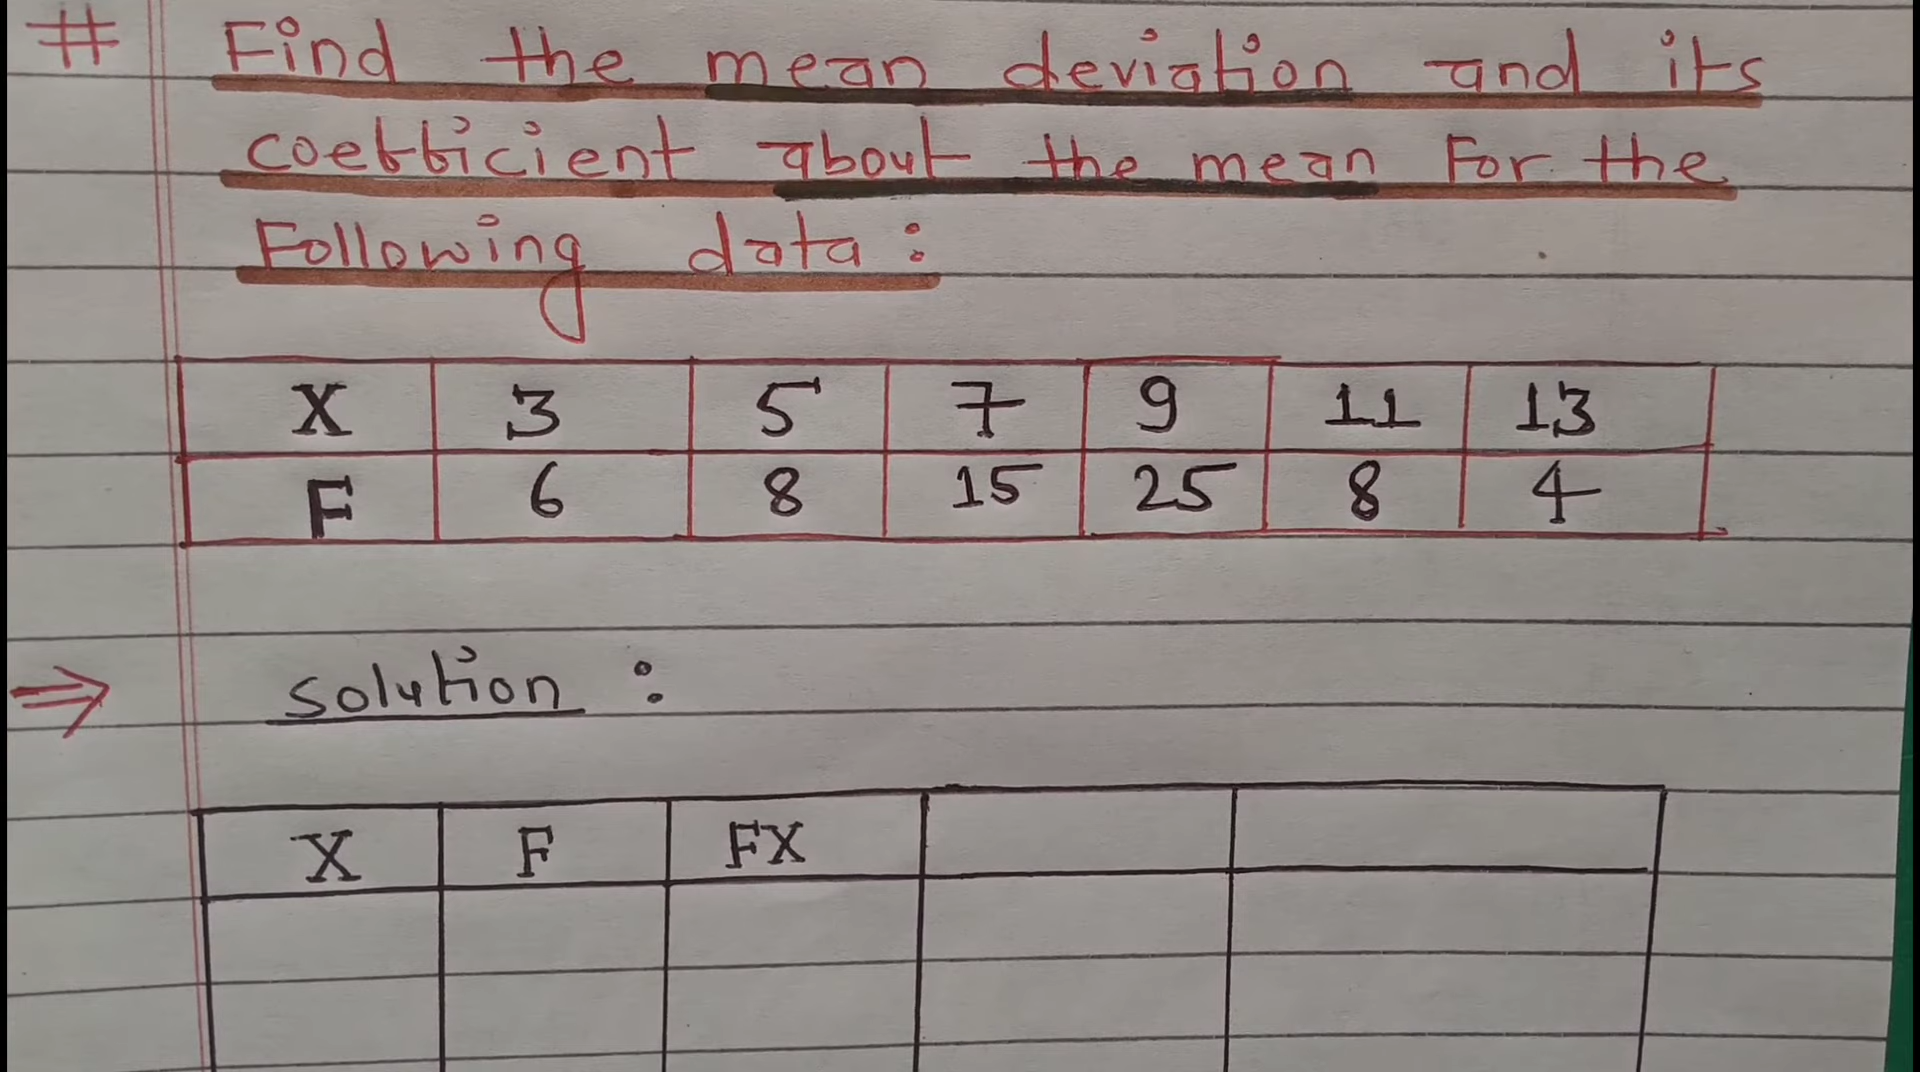 # Find the mean deviation and its
coefficient about the mean For the
Following data:
X 3 5 7 9 11 13
F 6 8 15 25 8 4
⇒ solution :
X F FX